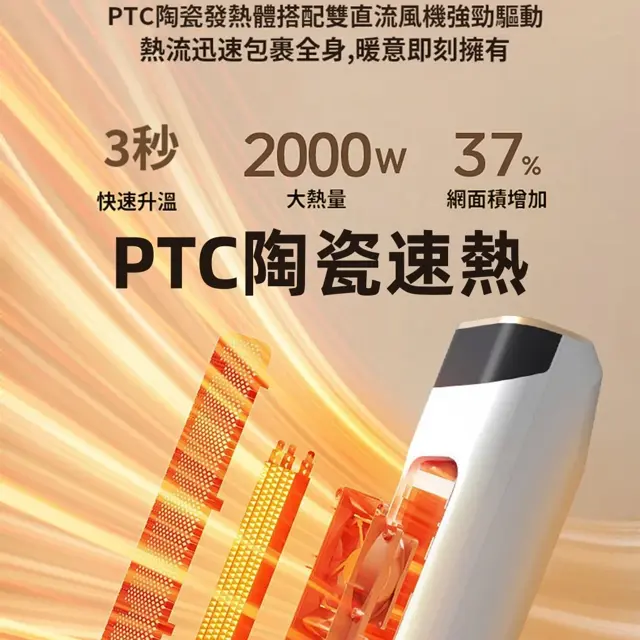 PTC陶瓷發熱體搭配雙直流風機強勁驅動
熱流迅速包裹全身,暖意即刻擁有
3秒 2000W 37%
快速升溫 大熱量 網面積增加
PTC陶瓷速熱